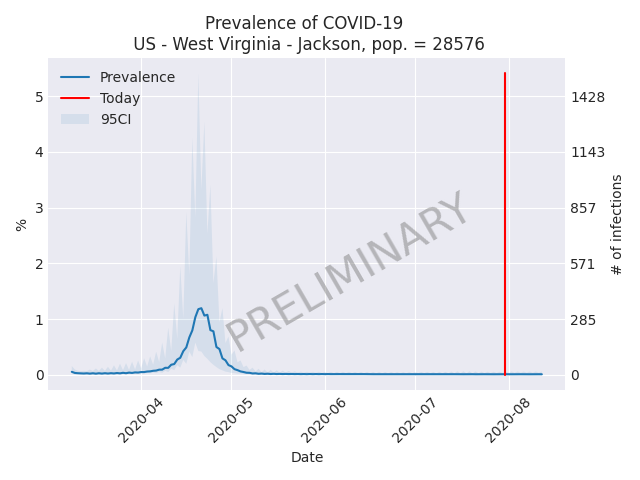 Prevalence of COVID-19
US - West Virginia - Jackson, pop. = 28576
Prevalence
Today
95CI
5
4
3
2
1
0
%
1428
1143
857
571
285
0
# of infections
PRELIMINARY
2020-04
2020-05
2020-06
2020-07
2020-08
Date